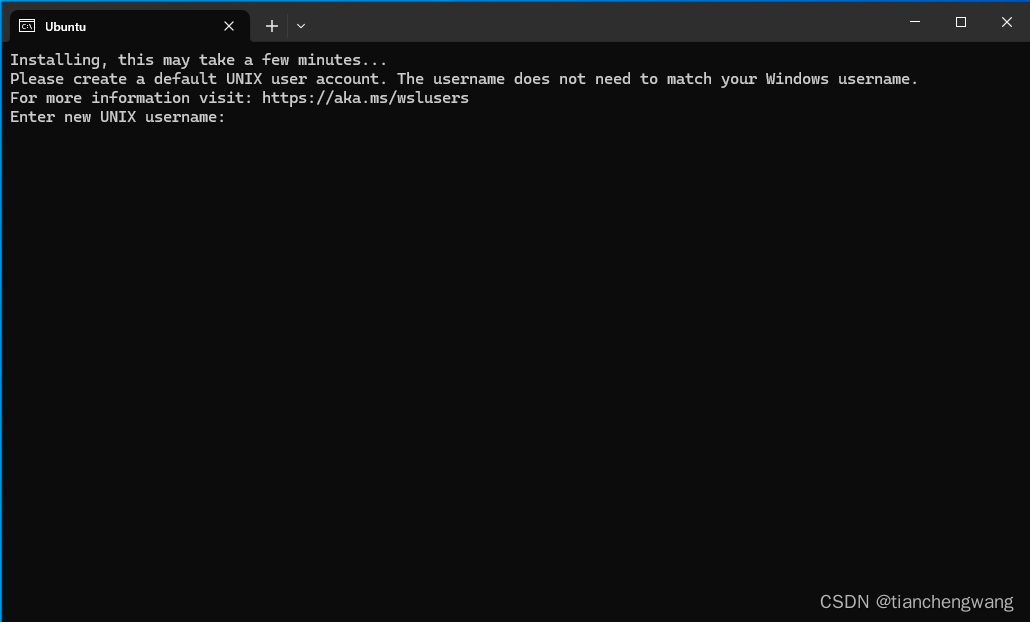 Ubuntu
Installing, this may take a few minutes...
Please create a default UNIX user account. The username does not need to match your Windows username.
For more information visit: https://aka.ms/wslusers
Enter new UNIX username:
CSDN @tianchengwang